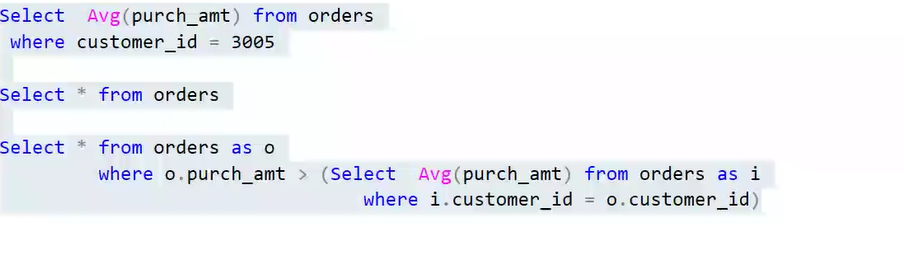 Select  Avg(purch_amt) from orders
where customer_id = 3005
Select * from orders
Select * from orders as o
where o.purch_amt > (Select  Avg(purch_amt) from orders as i
where i.customer_id = o.customer_id)